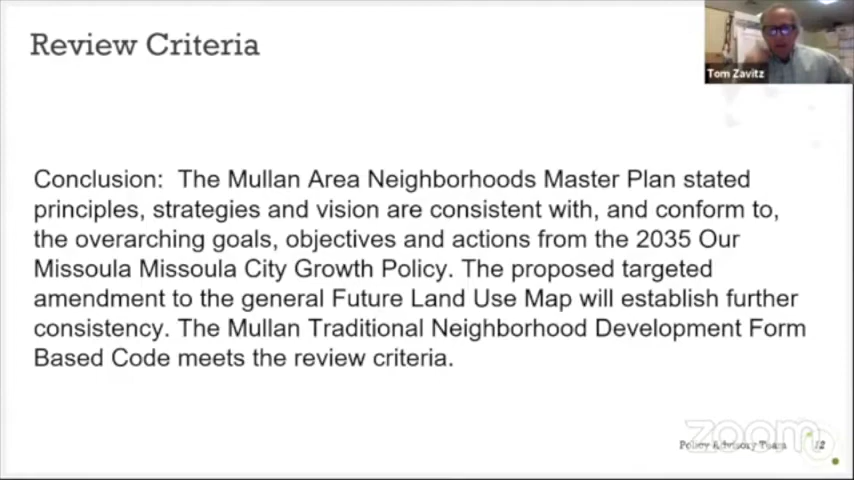 Review Criteria
Tom Zavitz
Conclusion:  The Mullan Area Neighborhoods Master Plan stated
principles, strategies and vision are consistent with, and conform to,
the overarching goals, objectives and actions from the 2035 Our
Missoula Missoula City Growth Policy. The proposed targeted
amendment to the general Future Land Use Map will establish further
consistency. The Mullan Traditional Neighborhood Development Form
Based Code meets the review criteria.
zoom
Policy Advisory Team 12